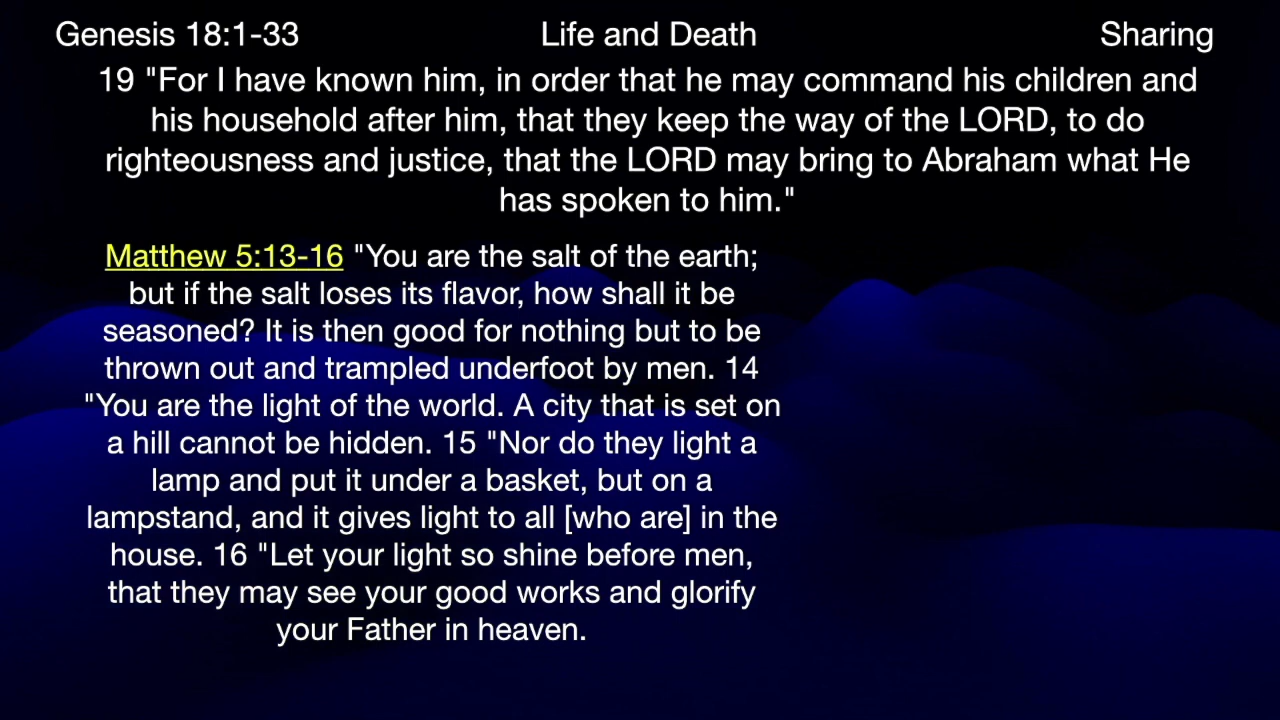 Genesis 18:1-33 Life and Death Sharing
19 "For I have known him, in order that he may command his children and
his household after him, that they keep the way of the LORD, to do
righteousness and justice, that the LORD may bring to Abraham what He
has spoken to him."
Matthew 5:13-16 "You are the salt of the earth;
but if the salt loses its flavor, how shall it be
seasoned? It is then good for nothing but to be
thrown out and trampled underfoot by men. 14
"You are the light of the world. A city that is set on
a hill cannot be hidden. 15 "Nor do they light a
lamp and put it under a basket, but on a
lampstand, and it gives light to all [who are] in the
house. 16 "Let your light so shine before men,
that they may see your good works and glorify
your Father in heaven.